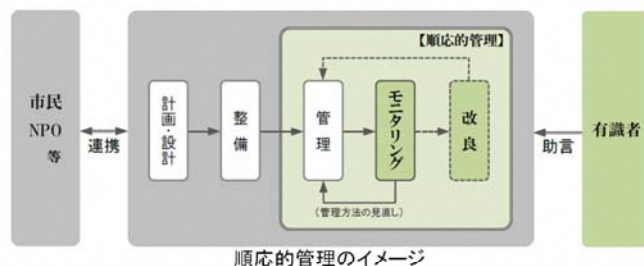 【順応的管理】
市民
NPO
等
連携
計画・設計
整備
管理
モニタリング
改良
助言
有識者
(管理方法の見直し)
順応的管理のイメージ